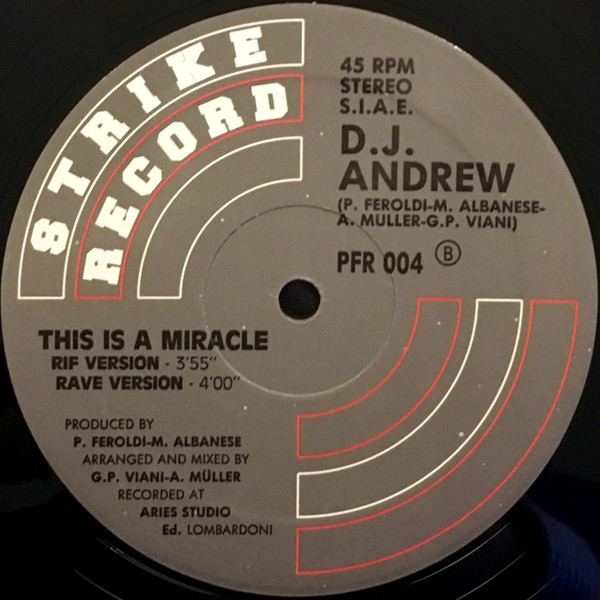 STRIKE
RECORD
45 RPM
STEREO
S.I.A.E.
D.J.
ANDREW
(P. FEROLDI-M. ALBANESE-
A. MULLER-G.P. VIANI)
PFR 004 B
THIS IS A MIRACLE
RIF VERSION - 3'55"
RAVE VERSION - 4'00"
PRODUCED BY
P. FEROLDI-M. ALBANESE
ARRANGED AND MIXED BY
G.P. VIANI-A. MÜLLER
RECORDED AT
ARIES STUDIO
Ed. LOMBARDONI